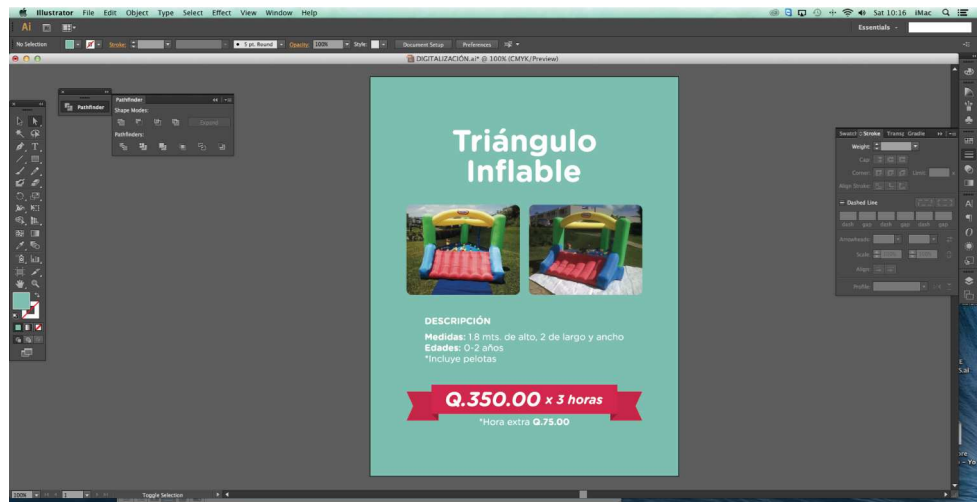 Illustrator File Edit Object Type Select Effect View Window Help
Sat 10:16 iMac
Ai
Essentials
No Selection Stroke: 5 pt. Round Opacity: 100% Style: Document Setup Preferences
DIGITALIZACIÓN.ai* @ 100% (CMYK/Preview)
Pathfinder
Pathfinder
Shape Modes:
Expand
Pathfinders:
Triángulo
Inflable
DESCRIPCIÓN
Medidas: 1.8 mts. de alto, 2 de largo y ancho
Edades: 0-2 años
*Incluye pelotas
Q.350.00 x 3 horas
*Hora extra Q.75.00
Stroke
Weight:
Cap:
Corner: Limit:
Align Stroke:
Dashed Line
dash gap dash gap dash gap
Arrowheads:
Scale: 100% 100%
Align:
Profile:
100% 1 Toggle Selection